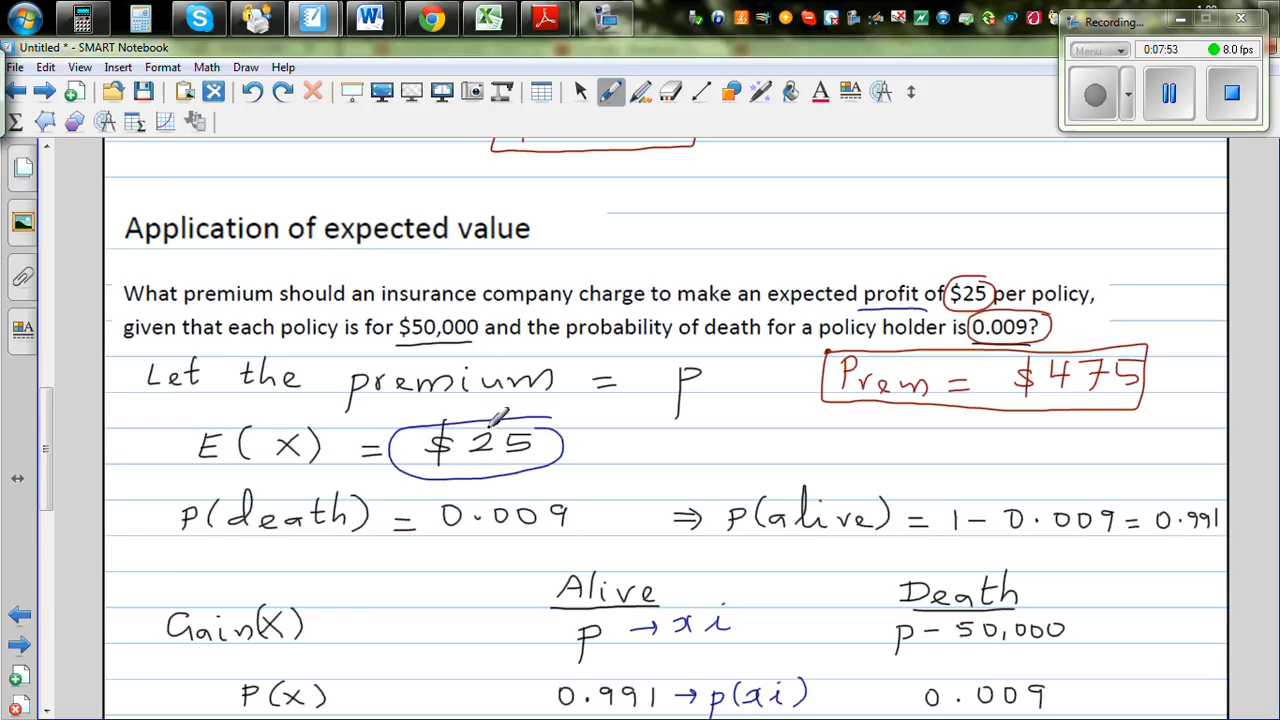 Untitled * - SMART Notebook
File Edit View Insert Format Math Draw Help
Recording...
Menu
0:07:53 8.0 fps
Application of expected value
What premium should an insurance company charge to make an expected profit of $25 per policy,
given that each policy is for $50,000 and the probability of death for a policy holder is 0.009?
Let the premium = p
Prem = $475
E(X) = $25
P(death) = 0.009 ⇒ P(alive) = 1 - 0.009 = 0.991
Alive Death
Gain(X) p → xi p - 50,000
P(x) 0.991 → p(xi) 0.009